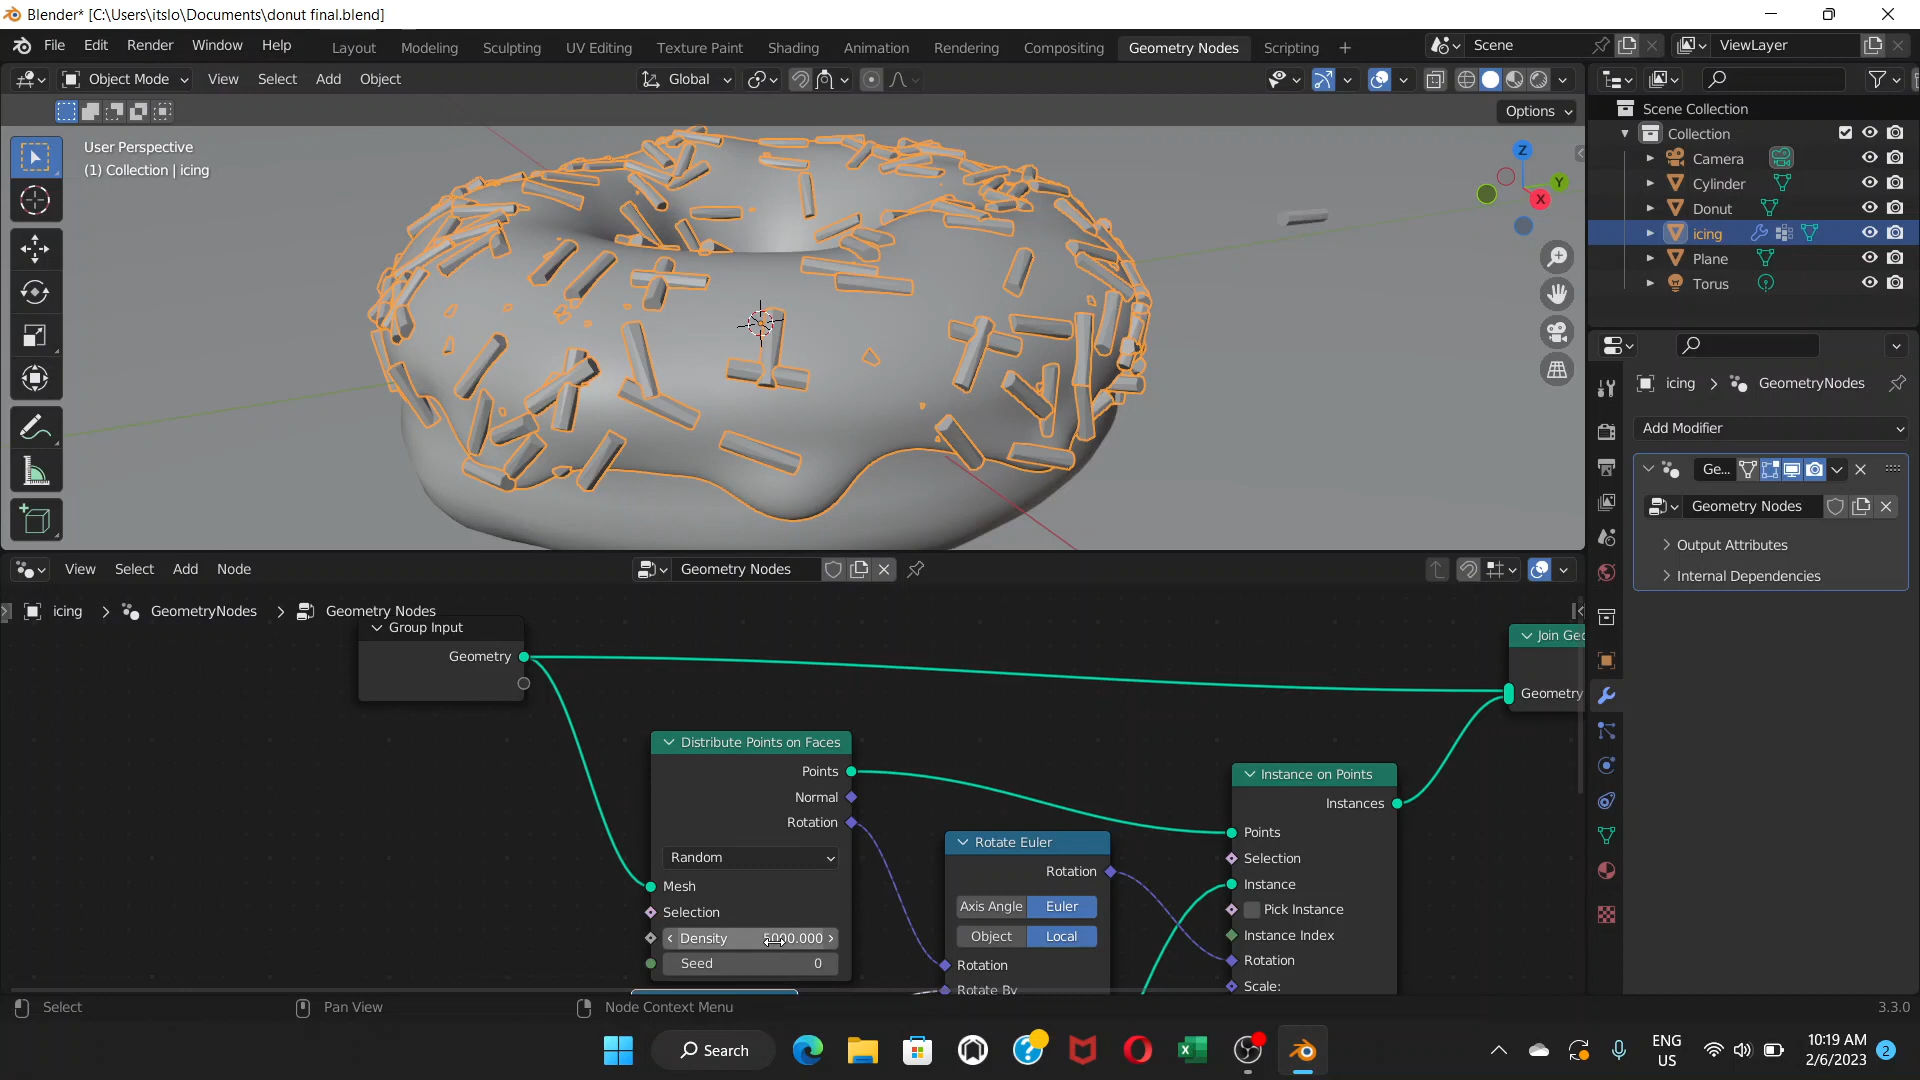 Blender* [C:\Users\itslo\Documents\donut final.blend]
File Edit Render Window Help Layout Modeling Sculpting UV Editing Texture Paint Shading Animation Rendering Compositing Geometry Nodes Scripting + Scene ViewLayer
Object Mode View Select Add Object Global
Options
User Perspective
(1) Collection | icing
Z
Y
X
Scene Collection
Collection
Camera
Cylinder
Donut
icing
Plane
Torus
icing > GeometryNodes
Add Modifier
Ge...
Geometry Nodes
Output Attributes
Internal Dependencies
View Select Add Node Geometry Nodes
icing > GeometryNodes > Geometry Nodes
Group Input
Geometry
Join Geo
Geometry
Distribute Points on Faces
Points
Normal
Rotation
Random
Mesh
Selection
Density 5000.000
Seed 0
Rotate Euler
Rotation
Axis Angle Euler
Object Local
Rotation
Rotate By
Instance on Points
Instances
Points
Selection
Instance
Pick Instance
Instance Index
Rotation
Scale:
Select Pan View Node Context Menu 3.3.0
Search
ENG
US
10:19 AM
2/6/2023
2